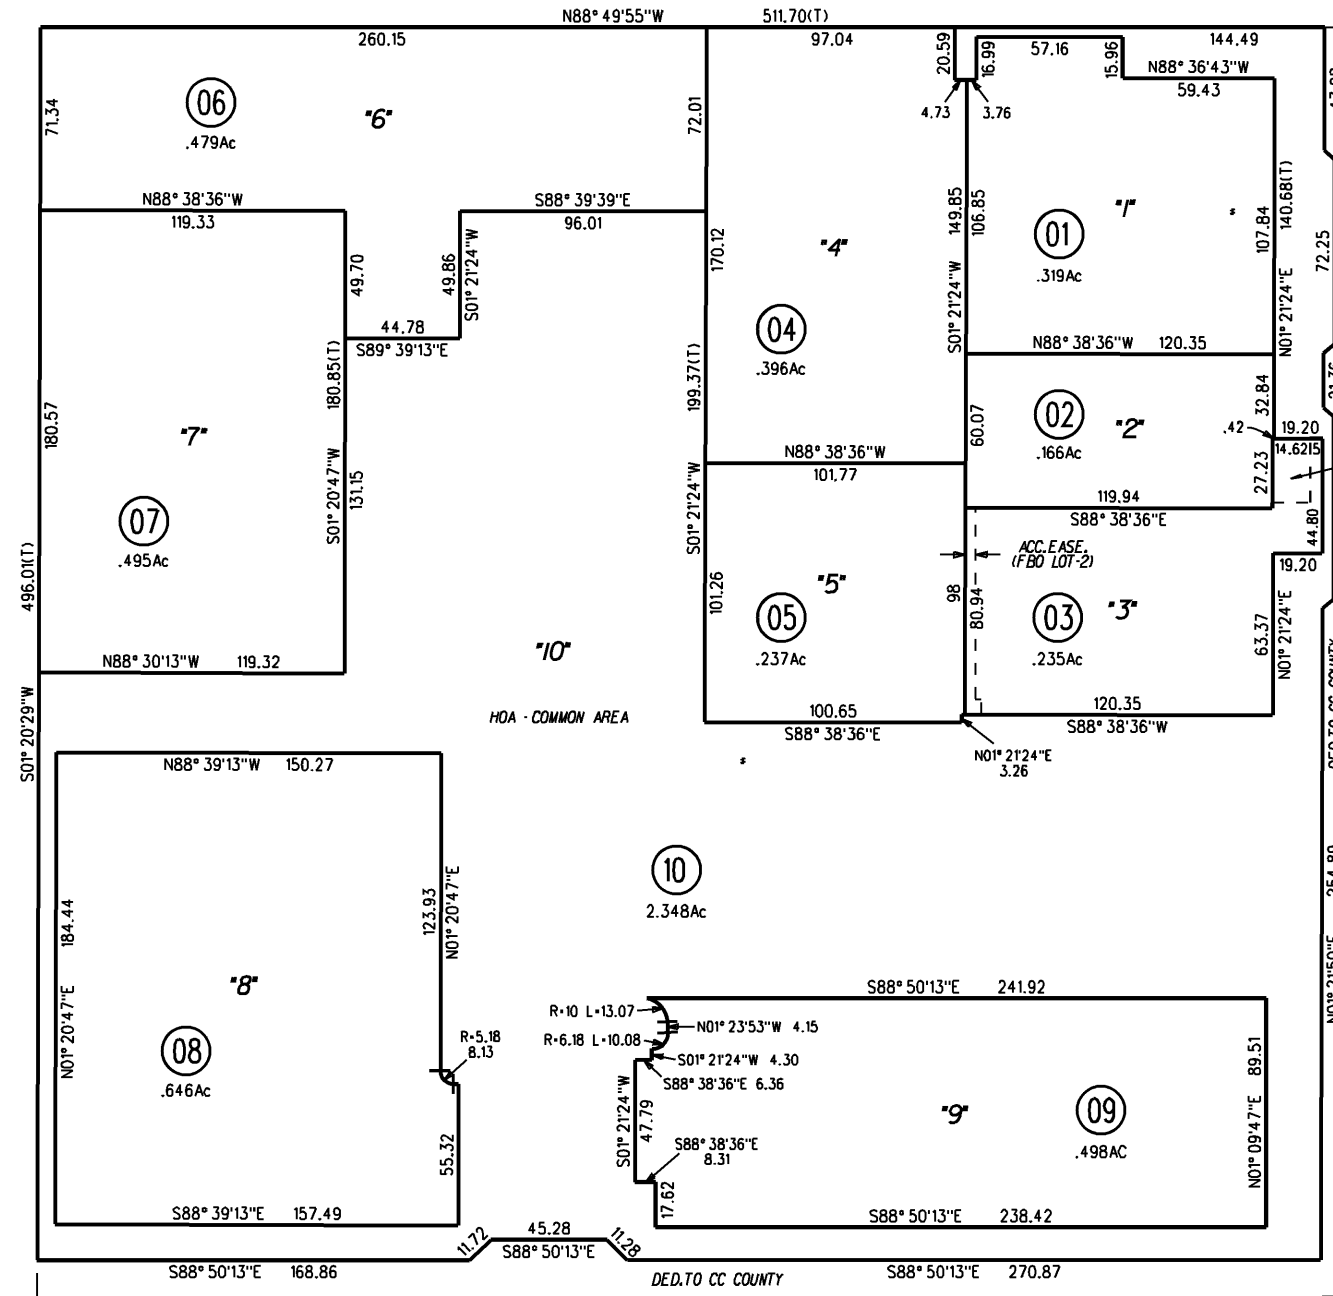 N88° 49'55"W 511.70(T)
260.15
97.04
20.59
16.99
57.16
15.96
144.49
N88° 36'43"W
59.43
4.73
3.76
71.34
06
.479Ac
"6"
72.01
N88° 38'36"W
119.33
S88° 39'39"E
96.01
49.70
49.86
S01° 21'24"W
44.78
S89° 39'13"E
170.12
"4"
04
.396Ac
199.37(T)
149.85
106.85
S01° 21'24"W
"1"
01
.319Ac
s
107.84
140.68(T)
N01° 21'24"E
72.25
N88° 38'36"W 120.35
180.57
"7"
180.85(T)
S01° 20'47"W
131.15
07
.495Ac
496.01(T)
N88° 38'36"W
101.77
S01° 21'24"W
60.07
02
.166Ac
"2"
32.84
.42
19.20
14.62
15
27.23
119.94
S88° 38'36"E
44.80
19.20
ACC.EASE.
(FBO LOT-2)
"5"
101.26
05
.237Ac
98
80.94
03
.235Ac
"3"
63.37
N01° 21'24"E
N88° 30'13"W 119.32
"10"
HOA - COMMON AREA
100.65
S88° 38'36"E
120.35
S88° 38'36"W
N01° 21'24"E
3.26
s
S01° 20'29"W
N88° 39'13"W 150.27
184.44
N01° 20'47"E
123.93
N01° 20'47"E
"8"
08
.646Ac
R=5.18
8.13
55.32
S88° 39'13"E 157.49
10
2.348Ac
S88° 50'13"E 241.92
R=10 L=13.07
N01° 23'53"W 4.15
R=6.18 L=10.08
S01° 21'24"W 4.30
S88° 38'36"E 6.36
S01° 21'24"W
47.79
S88° 38'36"E
8.31
17.62
"9"
09
.498AC
89.51
N01° 09'47"E
S88° 50'13"E 238.42
11.72
45.28
S88° 50'13"E
11.28
S88° 50'13"E 168.86
DED.TO CC COUNTY
S88° 50'13"E 270.87